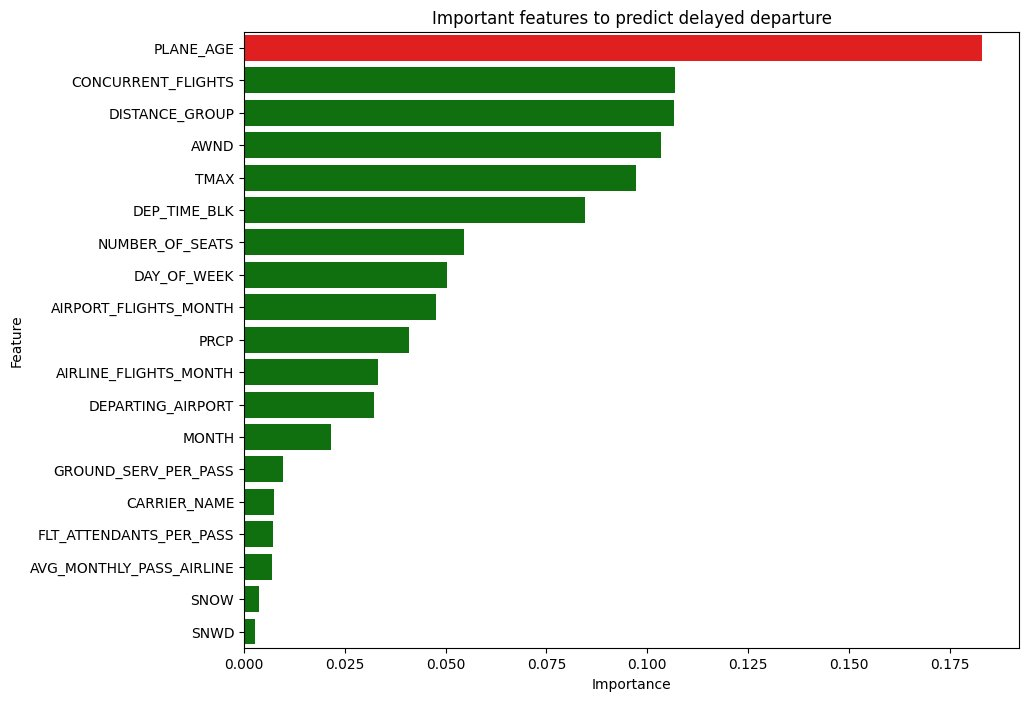 Important features to predict delayed departure
PLANE_AGE
CONCURRENT_FLIGHTS
DISTANCE_GROUP
AWND
TMAX
DEP_TIME_BLK
NUMBER_OF_SEATS
DAY_OF_WEEK
AIRPORT_FLIGHTS_MONTH
PRCP
AIRLINE_FLIGHTS_MONTH
DEPARTING_AIRPORT
MONTH
GROUND_SERV_PER_PASS
CARRIER_NAME
FLT_ATTENDANTS_PER_PASS
AVG_MONTHLY_PASS_AIRLINE
SNOW
SNWD
Feature
0.000 0.025 0.050 0.075 0.100 0.125 0.150 0.175
Importance